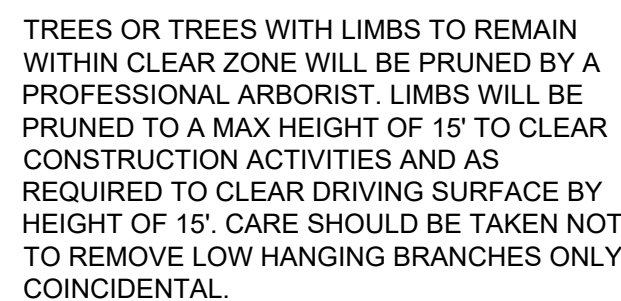 TREES OR TREES WITH LIMBS TO REMAIN
WITHIN CLEAR ZONE WILL BE PRUNED BY A
PROFESSIONAL ARBORIST. LIMBS WILL BE
PRUNED TO A MAX HEIGHT OF 15' TO CLEAR
CONSTRUCTION ACTIVITIES AND AS
REQUIRED TO CLEAR DRIVING SURFACE BY
HEIGHT OF 15'. CARE SHOULD BE TAKEN NOT
TO REMOVE LOW HANGING BRANCHES ONLY
COINCIDENTAL.